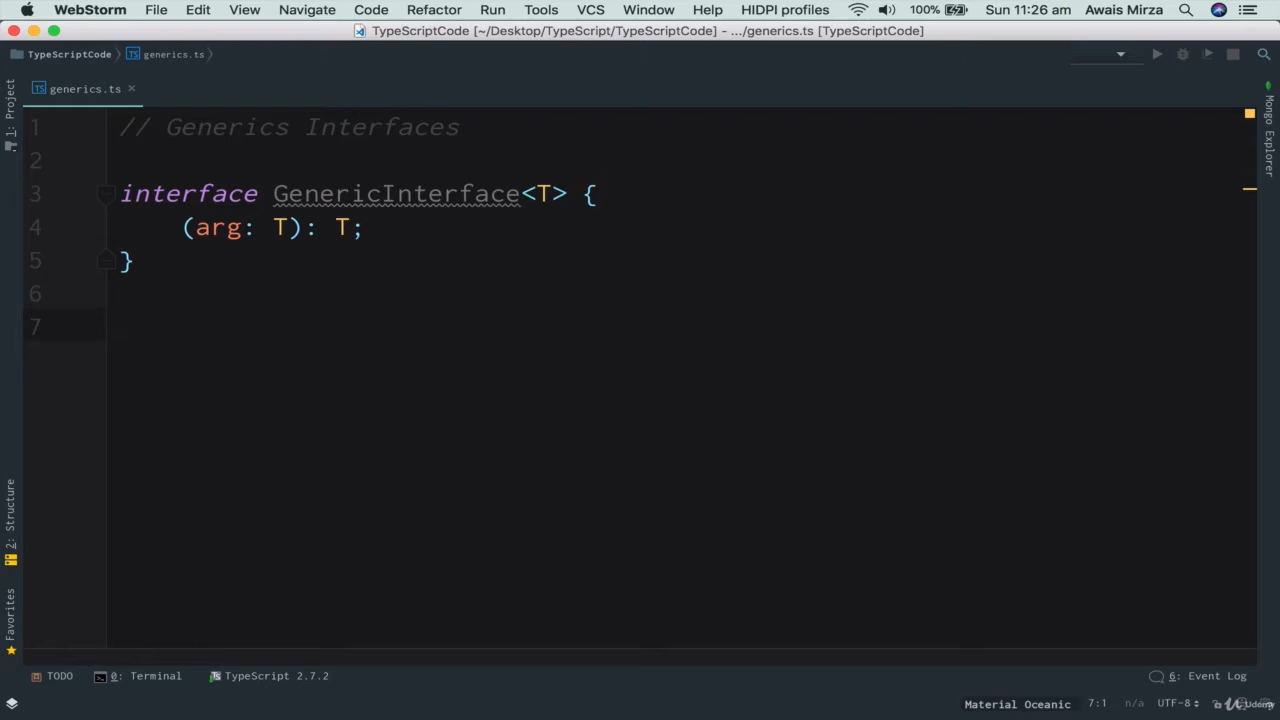 WebStorm File Edit View Navigate Code Refactor Run Tools VCS Window Help HIDPI profiles 100% Sun 11:26 am Awais Mirza
TypeScriptCode [~/Desktop/TypeScript/TypeScriptCode] - .../generics.ts [TypeScriptCode]
TypeScriptCode generics.ts
1: Project
TS generics.ts ×
Mongo Explorer
1 // Generics Interfaces
2
3 interface GenericInterface<T> {
4 (arg: T): T;
5 }
6
7
2: Structure
Favorites
TODO 0: Terminal TypeScript 2.7.2 6: Event Log
Material Oceanic 7:1 n/a UTF-8 Udemy